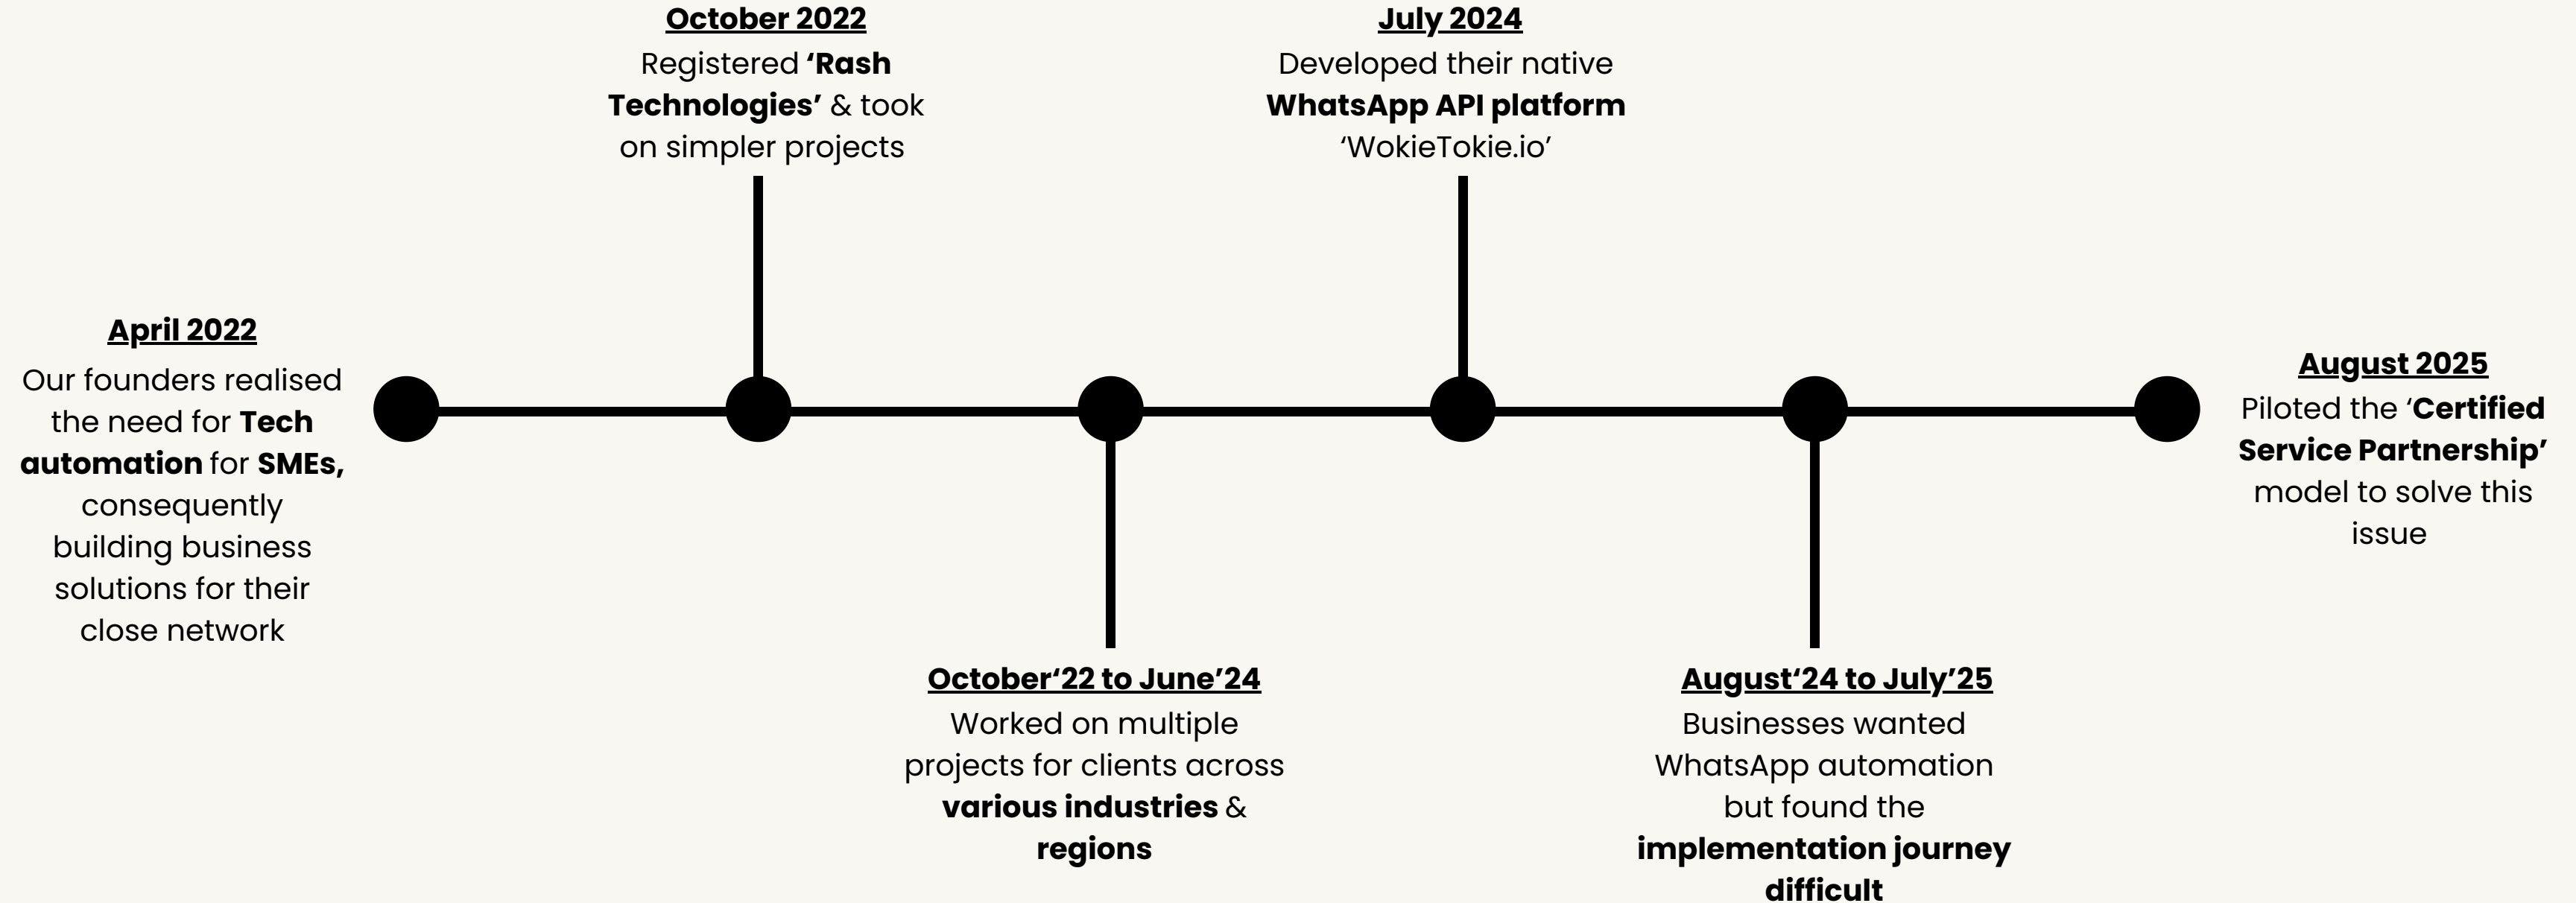 April 2022
Our founders realised
the need for Tech
automation for SMEs,
consequently
building business
solutions for their
close network
October 2022
Registered ‘Rash
Technologies’ & took
on simpler projects
October‘22 to June’24
Worked on multiple
projects for clients across
various industries &
regions
July 2024
Developed their native
WhatsApp API platform
‘WokieTokie.io’
August‘24 to July’25
Businesses wanted
WhatsApp automation
but found the
implementation journey
difficult
August 2025
Piloted the ‘Certified
Service Partnership’
model to solve this
issue